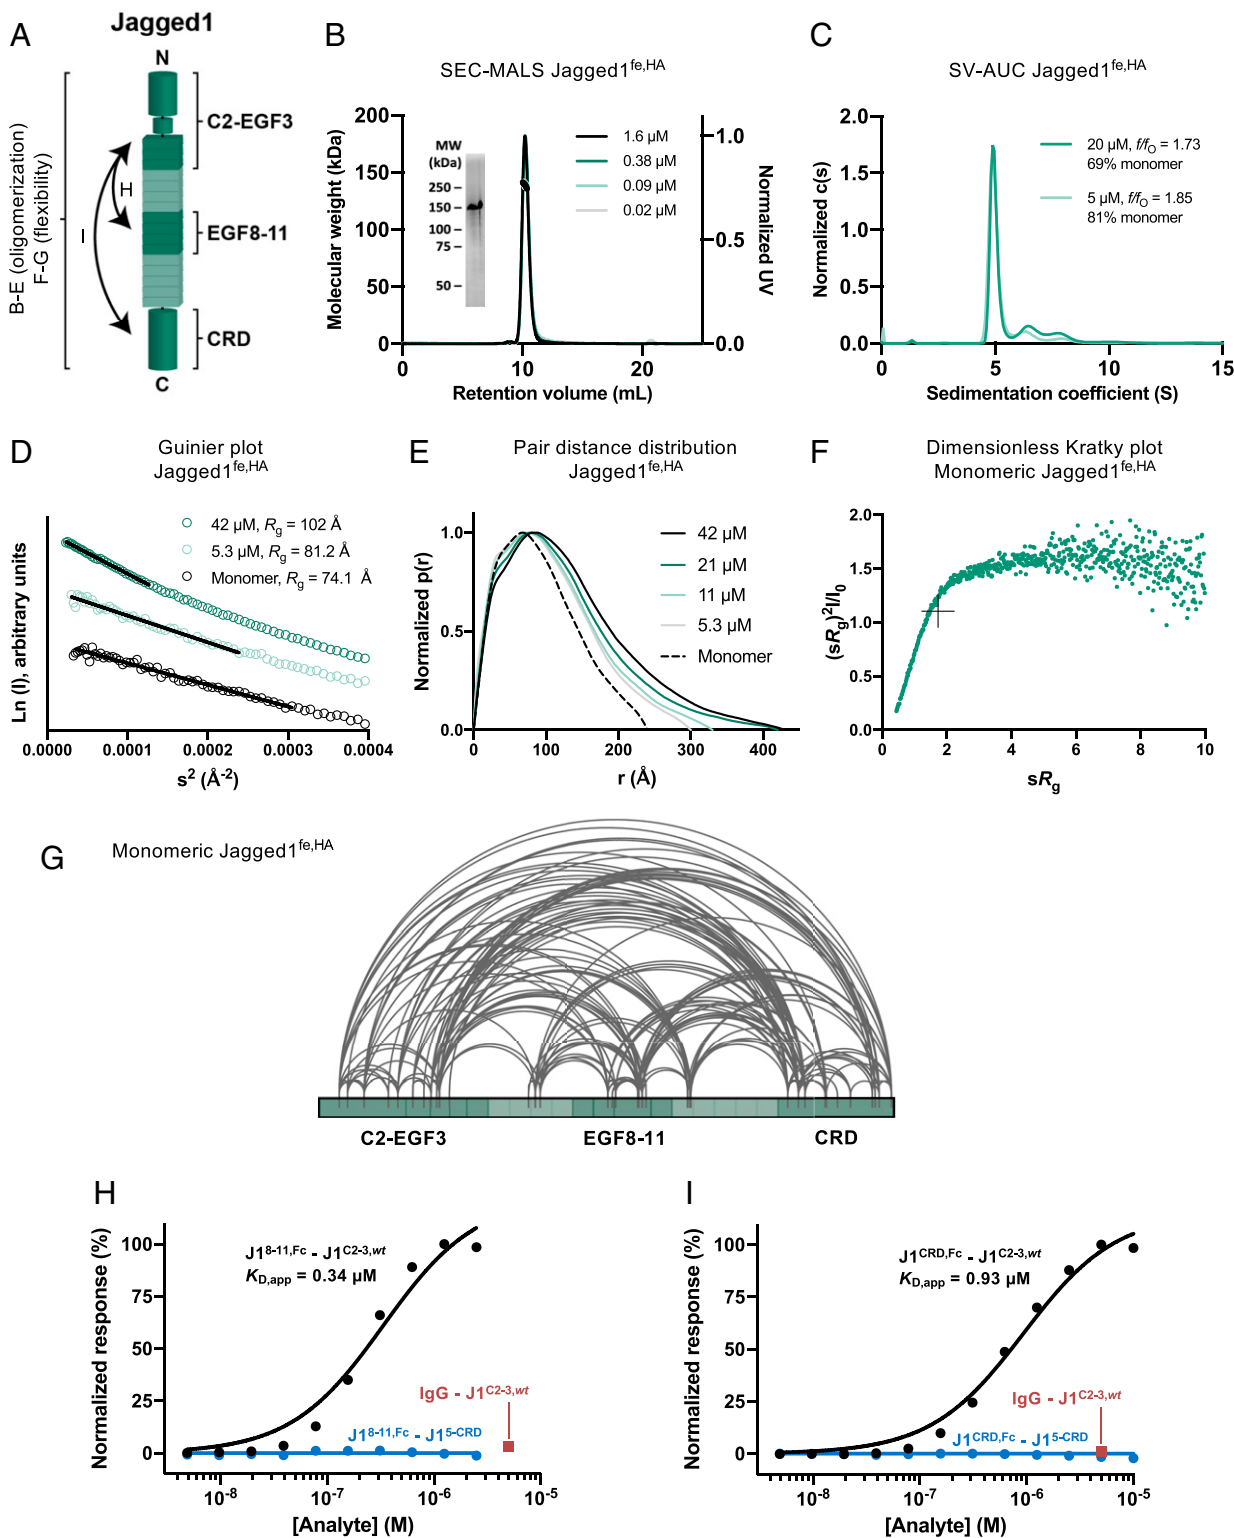 A
Jagged1
N
C2-EGF3
H
I
EGF8-11
CRD
C
B-E (oligomerization)
F-G (flexibility)
B
SEC-MALS Jagged1fe,HA
Molecular weight (kDa)
200
150
100
50
0
MW
(kDa)
250
150
100
75
50
1.6 µM
0.38 µM
0.09 µM
0.02 µM
1.0
0.5
0.0
Normalized UV
0 10 20
Retention volume (mL)
C
SV-AUC Jagged1fe,HA
Normalized c(s)
2.0
1.5
1.0
0.5
0.0
20 µM, f/fO = 1.73
69% monomer
5 µM, f/fO = 1.85
81% monomer
0 5 10 15
Sedimentation coefficient (S)
D
Guinier plot
Jagged1fe,HA
Ln (I), arbitrary units
42 µM, Rg = 102 Å
5.3 µM, Rg = 81.2 Å
Monomer, Rg = 74.1 Å
0.0000 0.0001 0.0002 0.0003 0.0004
s2 (Å-2)
E
Pair distance distribution
Jagged1fe,HA
Normalized p(r)
1.0
0.5
0.0
42 µM
21 µM
11 µM
5.3 µM
Monomer
0 100 200 300 400
r (Å)
F
Dimensionless Kratky plot
Monomeric Jagged1fe,HA
(sRg)2I/I0
2.0
1.5
1.0
0.5
0.0
0 2 4 6 8 10
sRg
G
Monomeric Jagged1fe,HA
C2-EGF3 EGF8-11 CRD
H
Normalized response (%)
100
75
50
25
0
J18-11,Fc - J1C2-3,wt
KD,app = 0.34 µM
IgG - J1C2-3,wt
J18-11,Fc - J15-CRD
10-8 10-7 10-6 10-5
[Analyte] (M)
I
Normalized response (%)
100
75
50
25
0
J1CRD,Fc - J1C2-3,wt
KD,app = 0.93 µM
IgG - J1C2-3,wt
J1CRD,Fc - J15-CRD
10-8 10-7 10-6 10-5
[Analyte] (M)